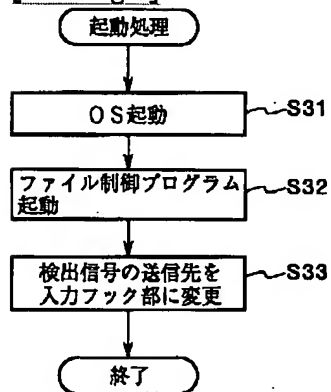 起動処理
OS起動
S31
ファイル制御プログラム
起動
S32
検出信号の送信先を
入力フック部に変更
S33
終了